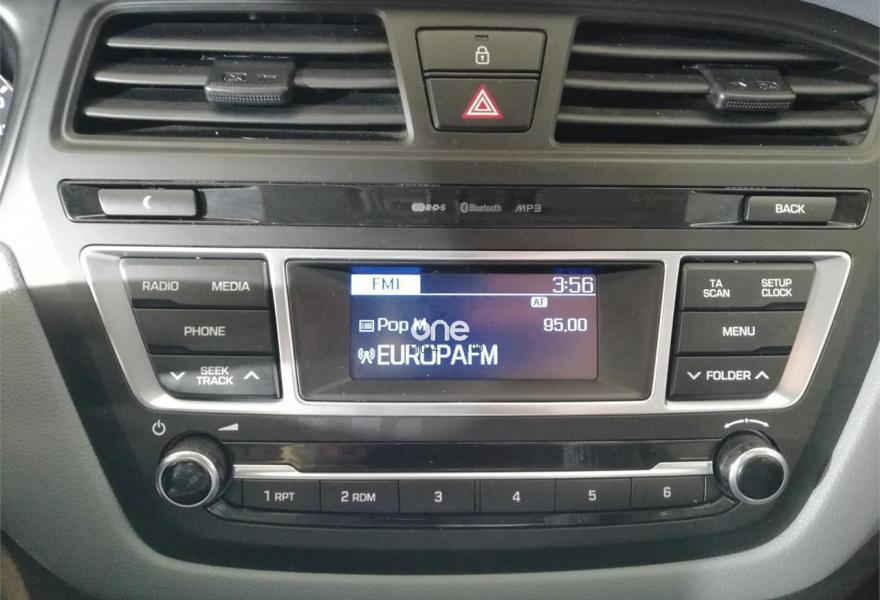 R·D·S Bluetooth MP3
BACK
RADIO MEDIA
PHONE
SEEK
TRACK
FM1 3:56
AF
Pop M 95.00
EUROPAFM
one
TA
SCAN
SETUP
CLOCK
MENU
FOLDER
1 RPT 2 RDM 3 4 5 6